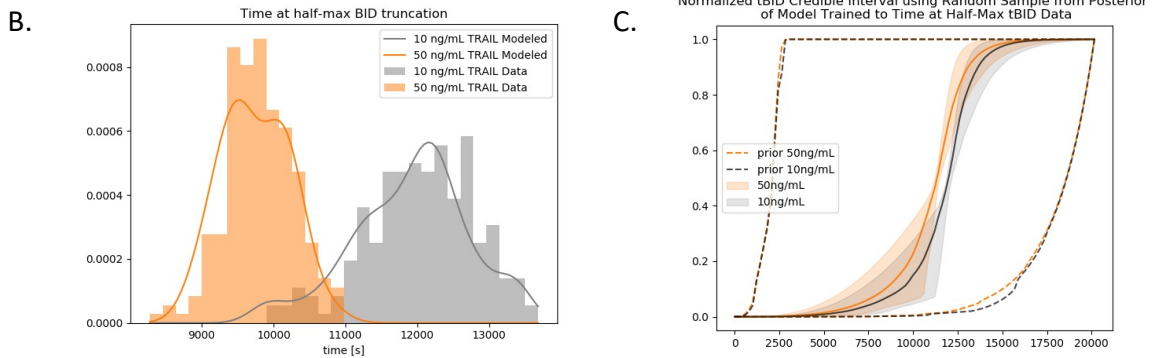 B.
Time at half-max BID truncation
10 ng/mL TRAIL Modeled
50 ng/mL TRAIL Modeled
10 ng/mL TRAIL Data
50 ng/mL TRAIL Data
0.0008
0.0006
0.0004
0.0002
0.0000
9000 10000 11000 12000 13000
time [s]
C.
Normalized tBID Credible Interval using Random Sample from Posterior
of Model Trained to Time at Half-Max tBID Data
1.0
0.8
0.6
0.4
0.2
0.0
prior 50ng/mL
prior 10ng/mL
50ng/mL
10ng/mL
0 2500 5000 7500 10000 12500 15000 17500 20000